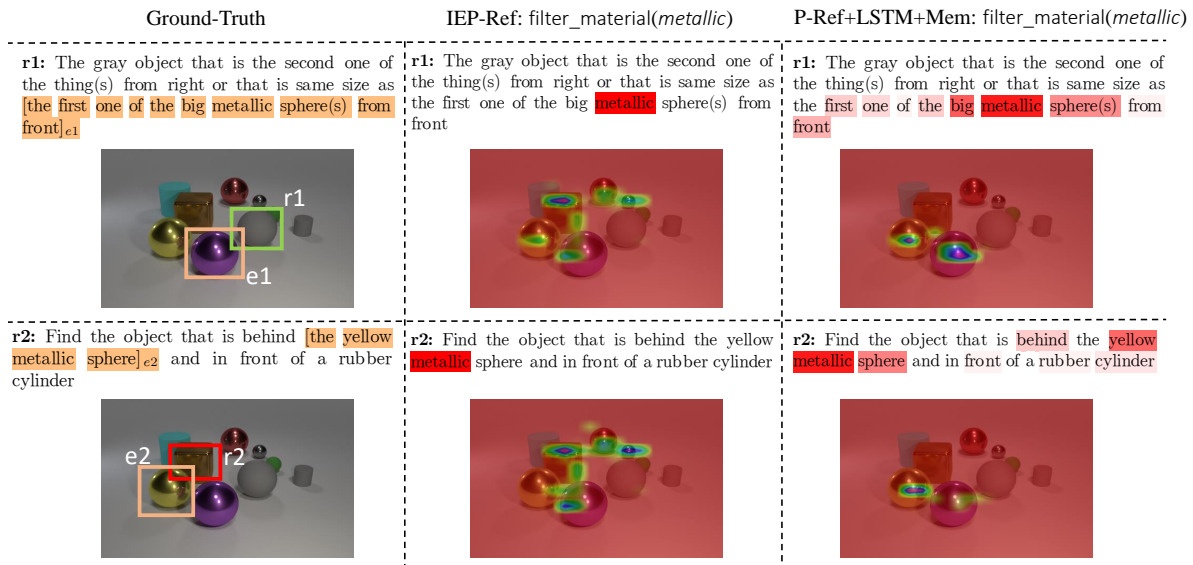 Ground-Truth
IEP-Ref: filter_material(metallic)
P-Ref+LSTM+Mem: filter_material(metallic)
r1: The gray object that is the second one of
the thing(s) from right or that is same size as
[the first one of the big metallic sphere(s) from
front]e1
r1: The gray object that is the second one of
the thing(s) from right or that is same size as
the first one of the big metallic sphere(s) from
front
r1: The gray object that is the second one of
the thing(s) from right or that is same size as
the first one of the big metallic sphere(s) from
front
r1
e1
r2: Find the object that is behind [the yellow
metallic sphere]e2 and in front of a rubber
cylinder
r2: Find the object that is behind the yellow
metallic sphere and in front of a rubber cylinder
r2: Find the object that is behind the yellow
metallic sphere and in front of a rubber cylinder
e2
r2